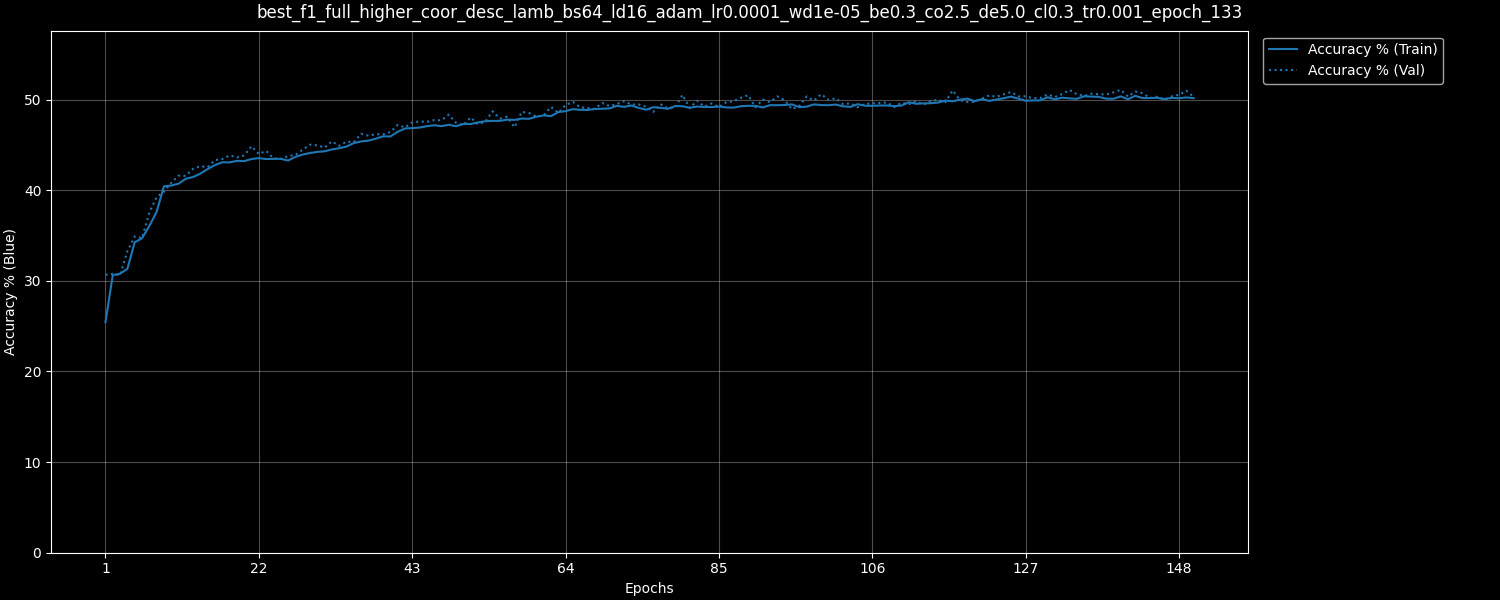 best_f1_full_higher_coor_desc_lamb_bs64_ld16_adam_lr0.0001_wd1e-05_be0.3_co2.5_de5.0_cl0.3_tr0.001_epoch_133
Accuracy % (Train)
Accuracy % (Val)
Accuracy % (Blue)
50
40
30
20
10
0
1 22 43 64 85 106 127 148
Epochs